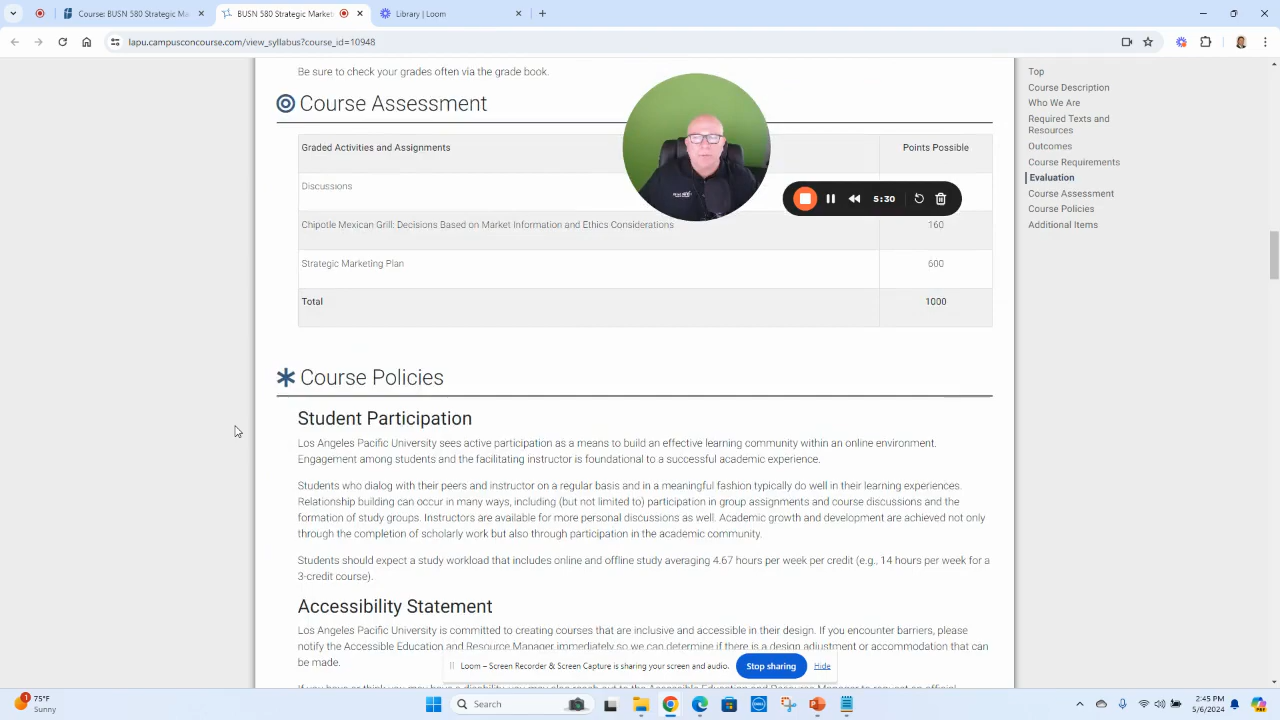 Course: BUSN 580 Strategic M
BUSN 580 Strategic Market
Library | Loom
lapu.campusconcourse.com/view_syllabus?course_id=10948
Be sure to check your grades often via the grade book.
Course Assessment
Graded Activities and Assignments
Points Possible
Discussions
Chipotle Mexican Grill: Decisions Based on Market Information and Ethics Considerations
160
Strategic Marketing Plan
600
Total
1000
5:30
Course Policies
Student Participation
Los Angeles Pacific University sees active participation as a means to build an effective learning community within an online environment.
Engagement among students and the facilitating instructor is foundational to a successful academic experience.
Students who dialog with their peers and instructor on a regular basis and in a meaningful fashion typically do well in their learning experiences.
Relationship building can occur in many ways, including (but not limited to) participation in group assignments and course discussions and the
formation of study groups. Instructors are available for more personal discussions as well. Academic growth and development are achieved not only
through the completion of scholarly work but also through participation in the academic community.
Students should expect a study workload that includes online and offline study averaging 4.67 hours per week per credit (e.g., 14 hours per week for a
3-credit course).
Accessibility Statement
Los Angeles Pacific University is committed to creating courses that are inclusive and accessible in their design. If you encounter barriers, please
notify the Accessible Education and Resource Manager immediately so we can determine if there is a design adjustment or accommodation that can
be made.
Top
Course Description
Who We Are
Required Texts and
Resources
Outcomes
Course Requirements
Evaluation
Course Assessment
Course Policies
Additional Items
Loom – Screen Recorder & Screen Capture is sharing your screen and audio.
Stop sharing
Hide
1
75°F
Sunny
Search
DELL
2:45 PM
5/6/2024